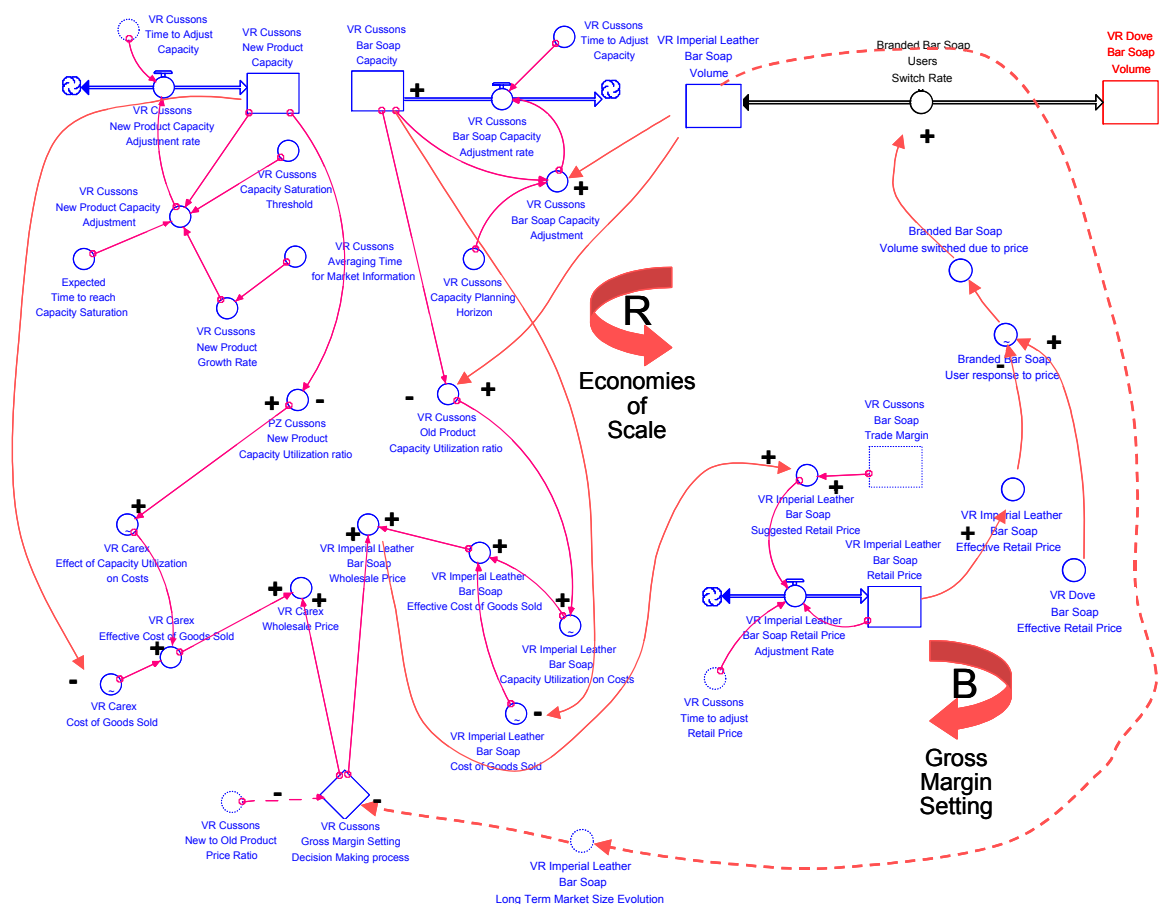 VR Cussons
Time to Adjust
Capacity
VR Cussons
New Product
Capacity
VR Cussons
Bar Soap
Capacity
+
VR Cussons
Time to Adjust
Capacity
VR Imperial Leather
Bar Soap
Volume
Branded Bar Soap
Users
Switch Rate
VR Dove
Bar Soap
Volume
VR Cussons
New Product Capacity
Adjustment rate
VR Cussons
Bar Soap Capacity
Adjustment rate
+
VR Cussons
Capacity Saturation
Threshold
VR Cussons
New Product Capacity
Adjustment
+
VR Cussons
Bar Soap Capacity
Adjustment
Branded Bar Soap
Volume switched due to price
Expected
Time to reach
Capacity Saturation
VR Cussons
Averaging Time
for Market Information
VR Cussons
Capacity Planning
Horizon
VR Cussons
New Product
Growth Rate
R
Economies
of
Scale
+
-
~
Branded Bar Soap
User response to price
+
-
PZ Cussons
New Product
Capacity Utilization ratio
-
+
VR Cussons
Old Product
Capacity Utilization ratio
VR Cussons
Bar Soap
Trade Margin
+
+
VR Imperial Leather
Bar Soap
Suggested Retail Price
+
~
VR Carex
Effect of Capacity Utilization
on Costs
+
+
VR Imperial Leather
Bar Soap
Wholesale Price
+
VR Imperial Leather
Bar Soap
Effective Cost of Goods Sold
VR Imperial Leather
Bar Soap
Effective Retail Price
+
VR Imperial Leather
Bar Soap
Retail Price
VR Dove
Bar Soap
Effective Retail Price
+
+
VR Carex
Wholesale Price
+
~
VR Imperial Leather
Bar Soap
Capacity Utilization on Costs
VR Imperial Leather
Bar Soap Retail Price
Adjustment Rate
VR Carex
Effective Cost of Goods Sold
+
-
~
VR Carex
Cost of Goods Sold
~
-
VR Imperial Leather
Bar Soap
Cost of Goods Sold
VR Cussons
Time to adjust
Retail Price
B
Gross
Margin
Setting
-
-
VR Cussons
New to Old Product
Price Ratio
VR Cussons
Gross Margin Setting
Decision Making process
VR Imperial Leather
Bar Soap
Long Term Market Size Evolution